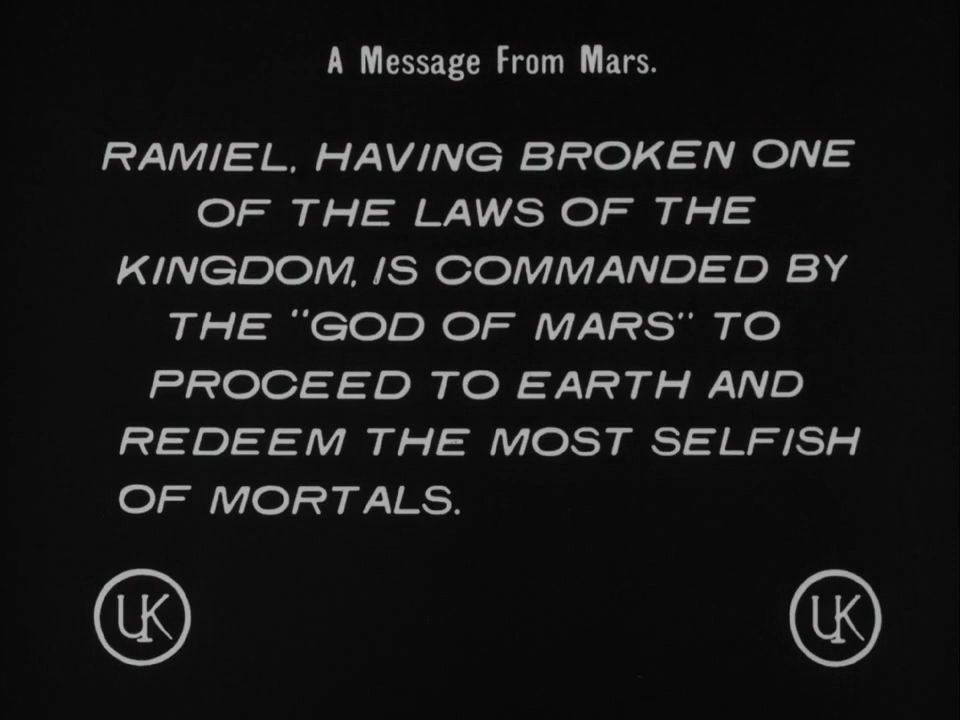 A Message From Mars.
RAMIEL, HAVING BROKEN ONE
OF THE LAWS OF THE
KINGDOM, IS COMMANDED BY
THE "GOD OF MARS" TO
PROCEED TO EARTH AND
REDEEM THE MOST SELFISH
OF MORTALS.
UK UK